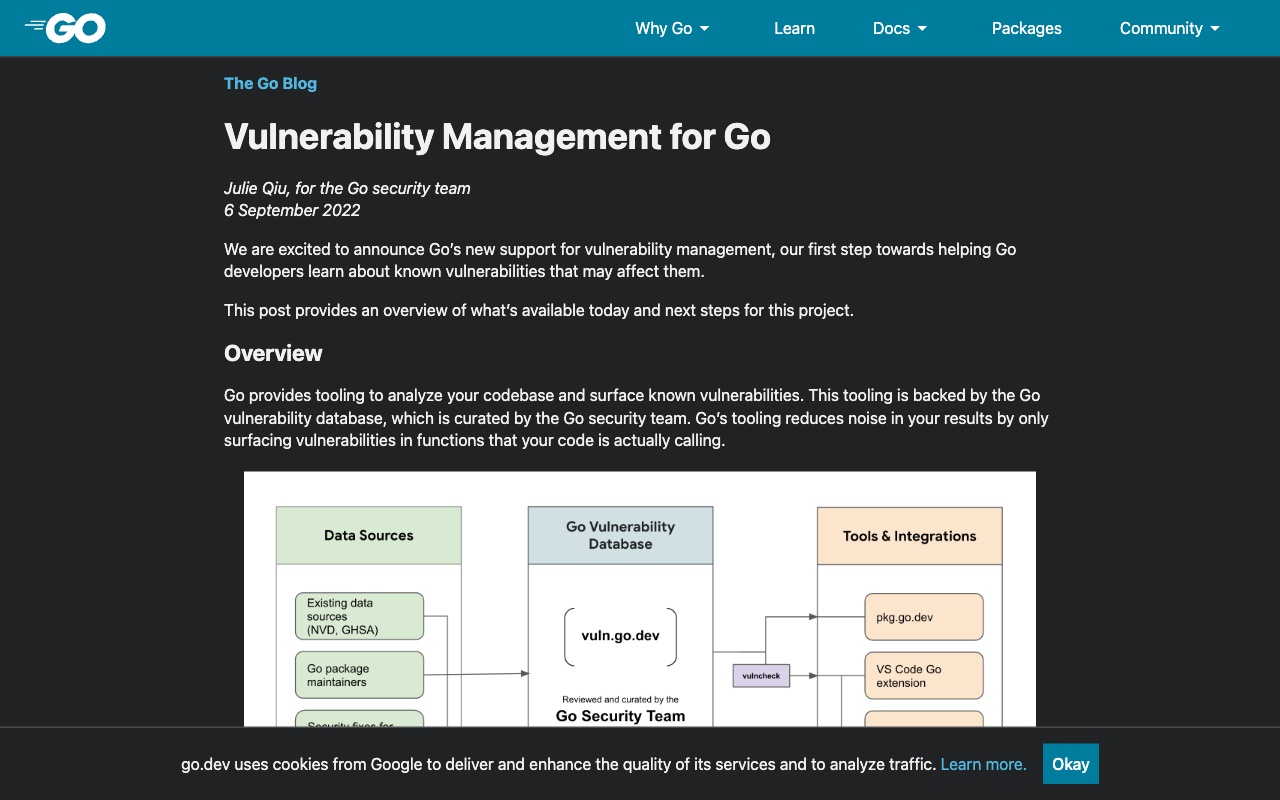 GO
Why Go
Learn
Docs
Packages
Community
The Go Blog
Vulnerability Management for Go
Julie Qiu, for the Go security team
6 September 2022
We are excited to announce Go’s new support for vulnerability management, our first step towards helping Go
developers learn about known vulnerabilities that may affect them.
This post provides an overview of what’s available today and next steps for this project.
Overview
Go provides tooling to analyze your codebase and surface known vulnerabilities. This tooling is backed by the Go
vulnerability database, which is curated by the Go security team. Go’s tooling reduces noise in your results by only
surfacing vulnerabilities in functions that your code is actually calling.
Data Sources
Existing data
sources
(NVD, GHSA)
Go package
maintainers
Security fixes for
Go Vulnerability
Database
vuln.go.dev
Reviewed and curated by the
Go Security Team
vulncheck
Tools & Integrations
pkg.go.dev
VS Code Go
extension
go.dev uses cookies from Google to deliver and enhance the quality of its services and to analyze traffic. Learn more.
Okay